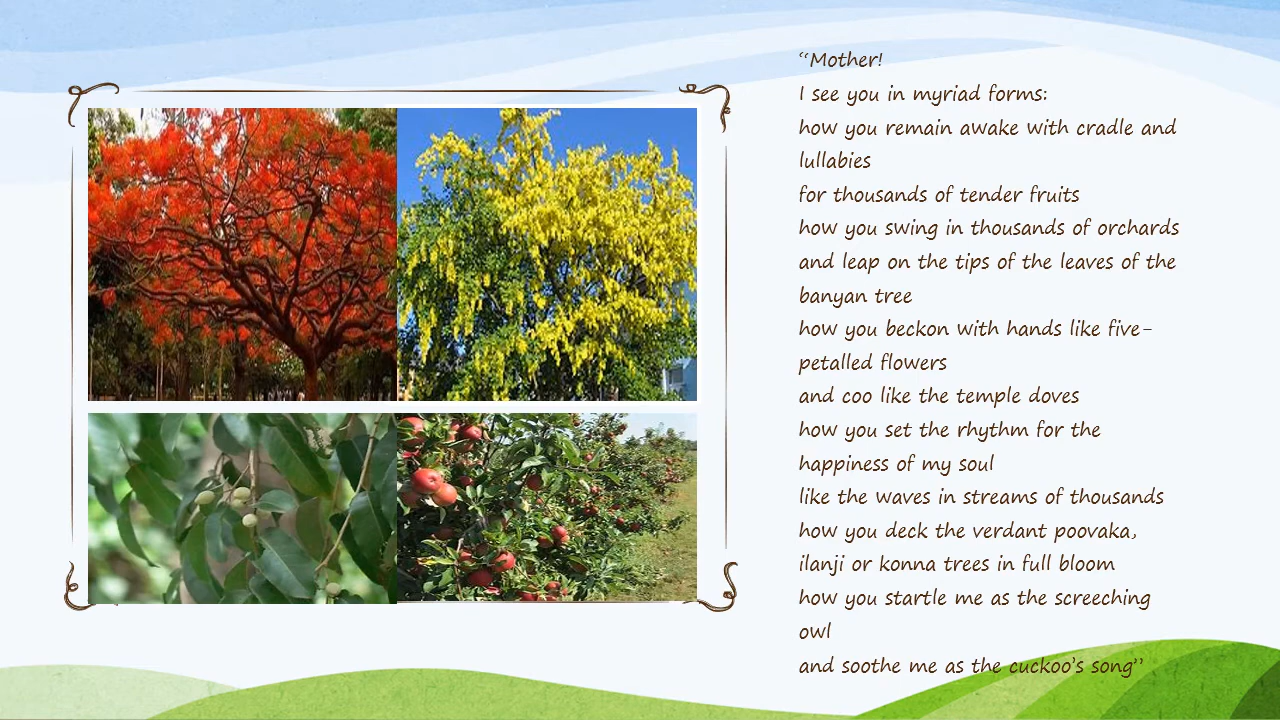 “Mother!
I see you in myriad forms:
how you remain awake with cradle and
lullabies
for thousands of tender fruits
how you swing in thousands of orchards
and leap on the tips of the leaves of the
banyan tree
how you beckon with hands like five-
petalled flowers
and coo like the temple doves
how you set the rhythm for the
happiness of my soul
like the waves in streams of thousands
how you deck the verdant poovaka,
ilanji or konna trees in full bloom
how you startle me as the screeching
owl
and soothe me as the cuckoo’s song”